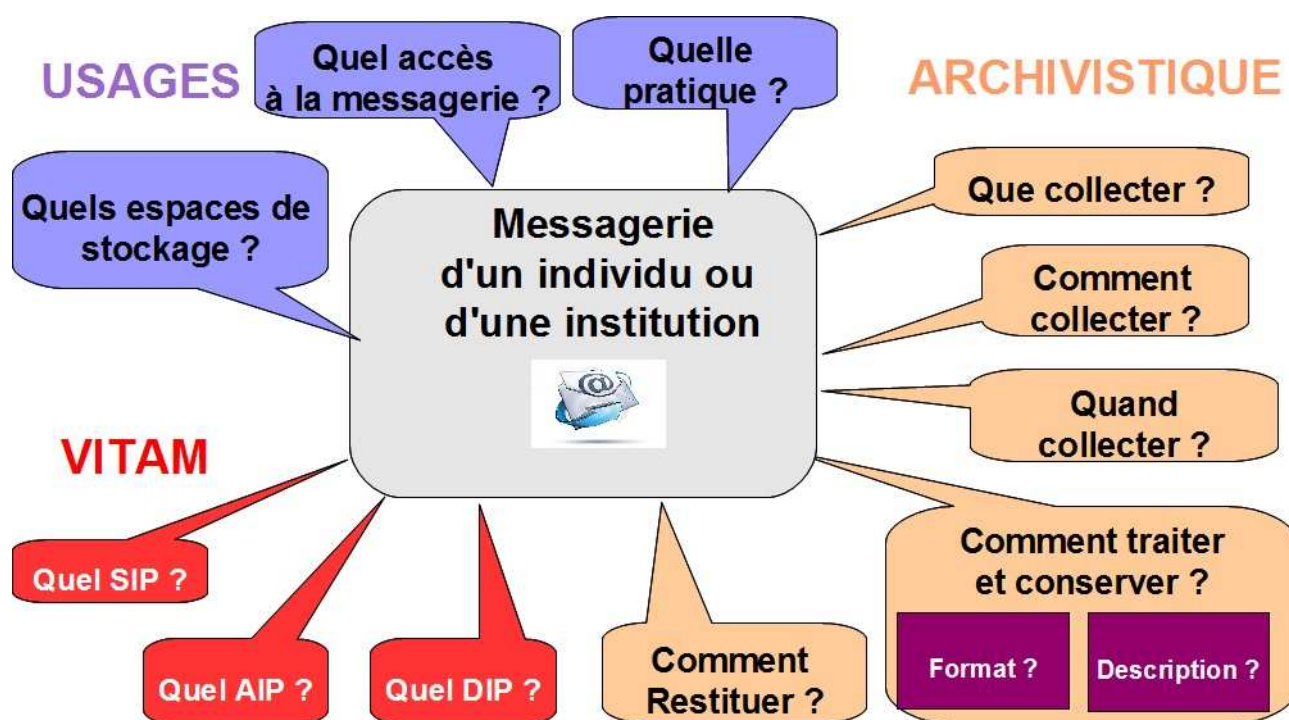 USAGES
Quel accès
à la messagerie ?
Quelle
pratique ?
ARCHIVISTIQUE
Quels espaces de
stockage ?
Messagerie
d'un individu ou
d'une institution
@
Que collecter ?
Comment
collecter ?
Quand
collecter ?
VITAM
Quel SIP ?
Quel AIP ?
Quel DIP ?
Comment
Restituer ?
Comment traiter
et conserver ?
Format ?
Description ?